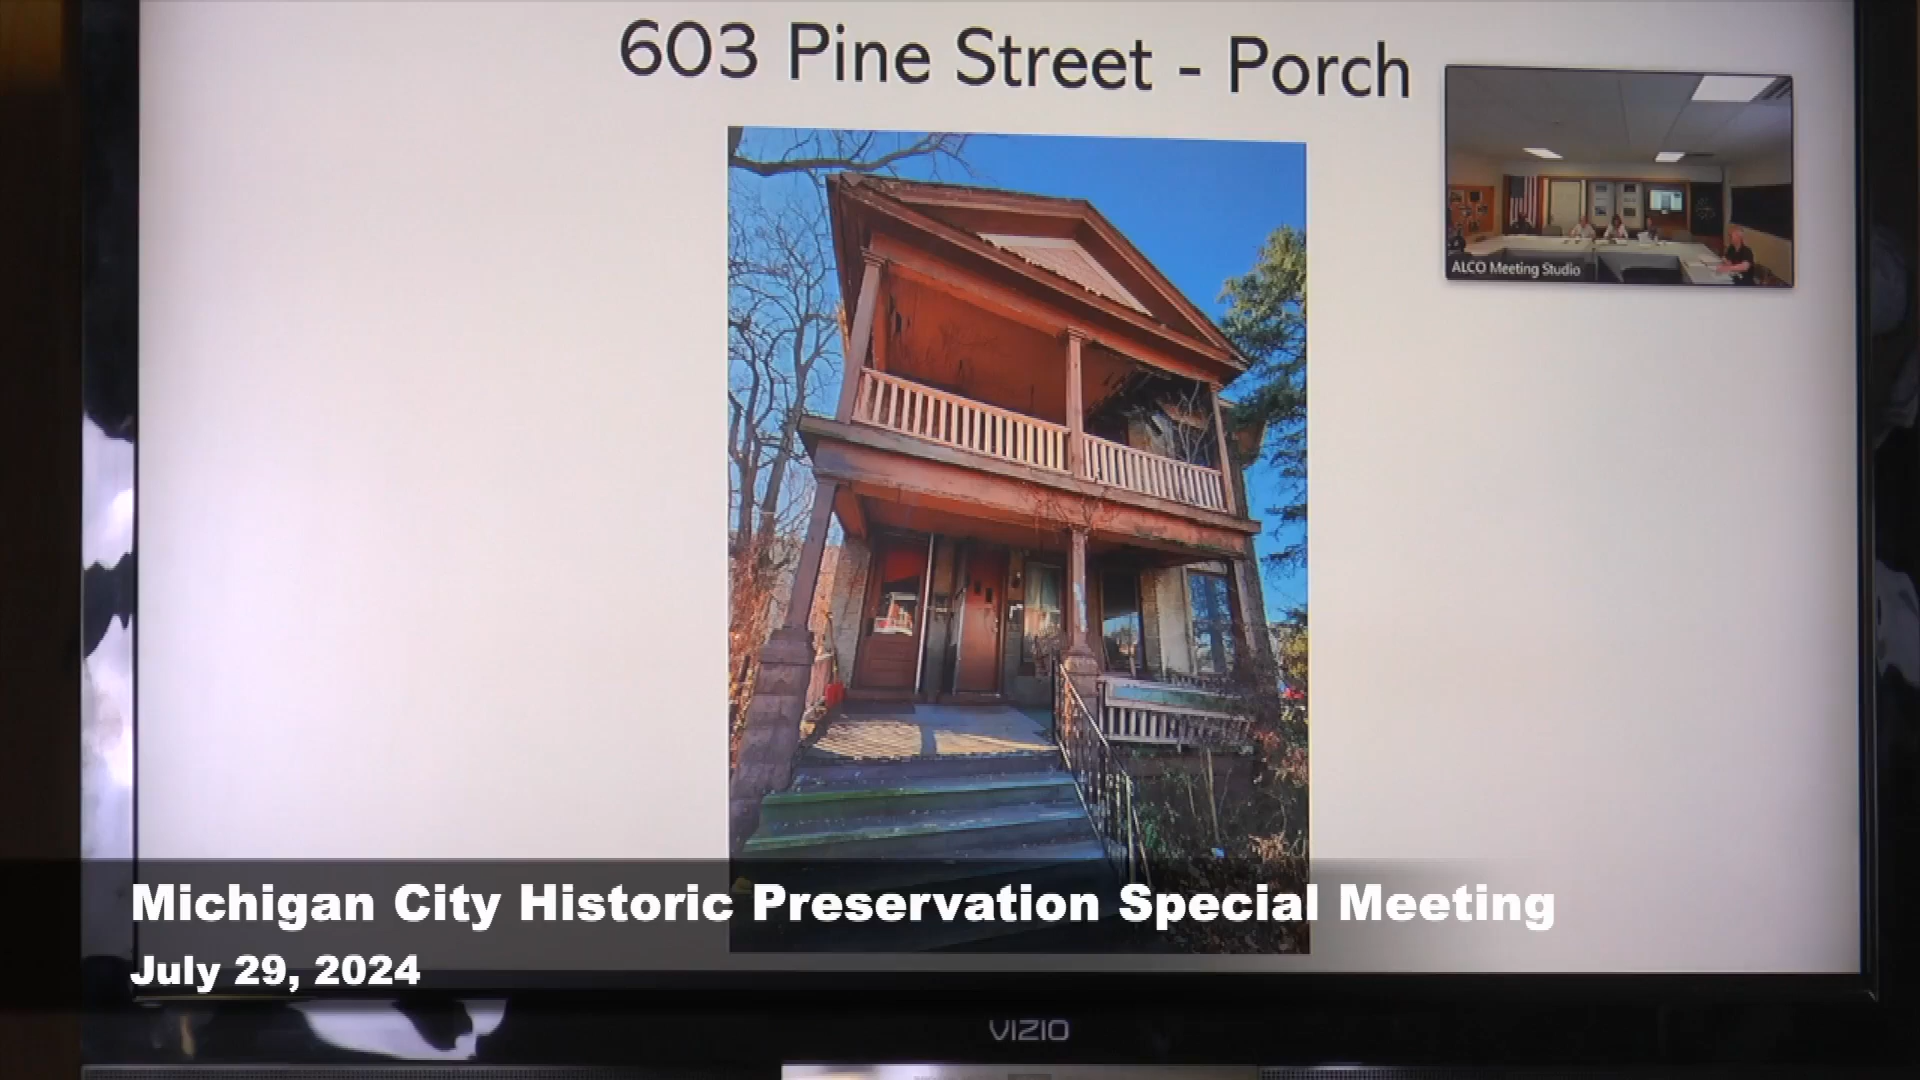 603 Pine Street - Porch
ALCO Meeting Studio
Michigan City Historic Preservation Special Meeting
July 29, 2024
VIZIO